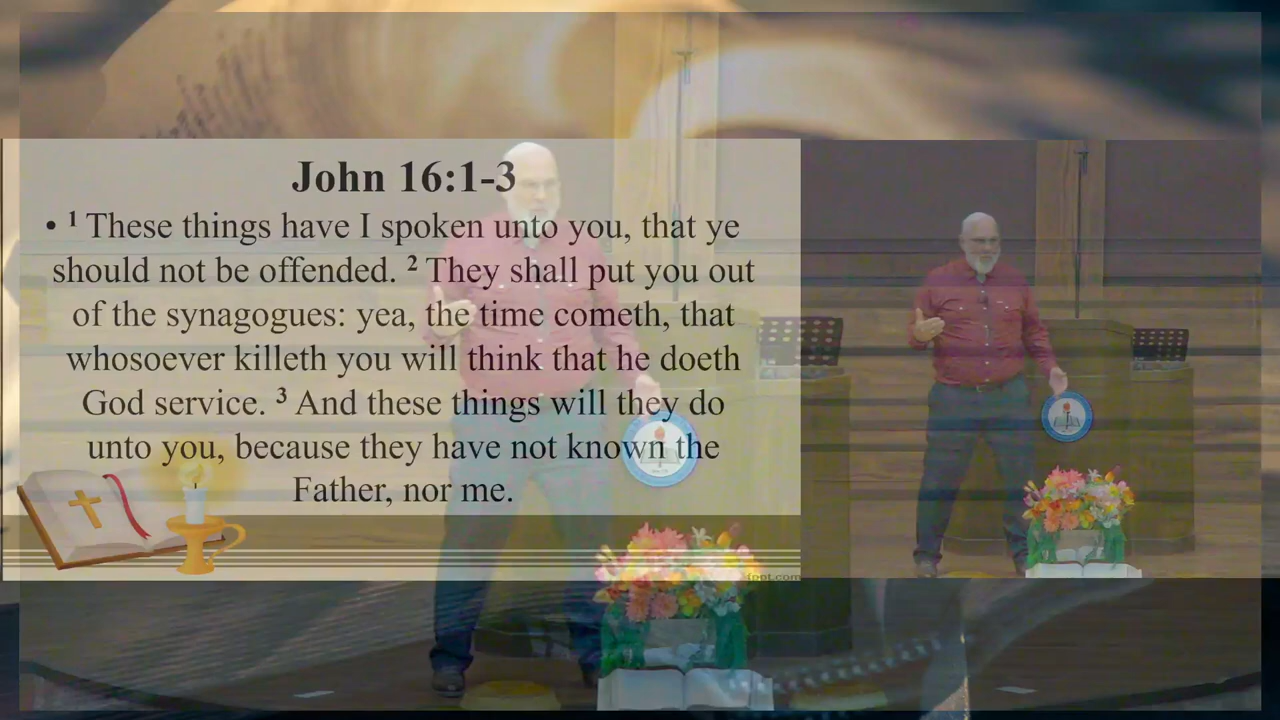 John 16:1-3
• 1 These things have I spoken unto you, that ye
should not be offended. 2 They shall put you out
of the synagogues: yea, the time cometh, that
whosoever killeth you will think that he doeth
God service. 3 And these things will they do
unto you, because they have not known the
Father, nor me.
fppt.com